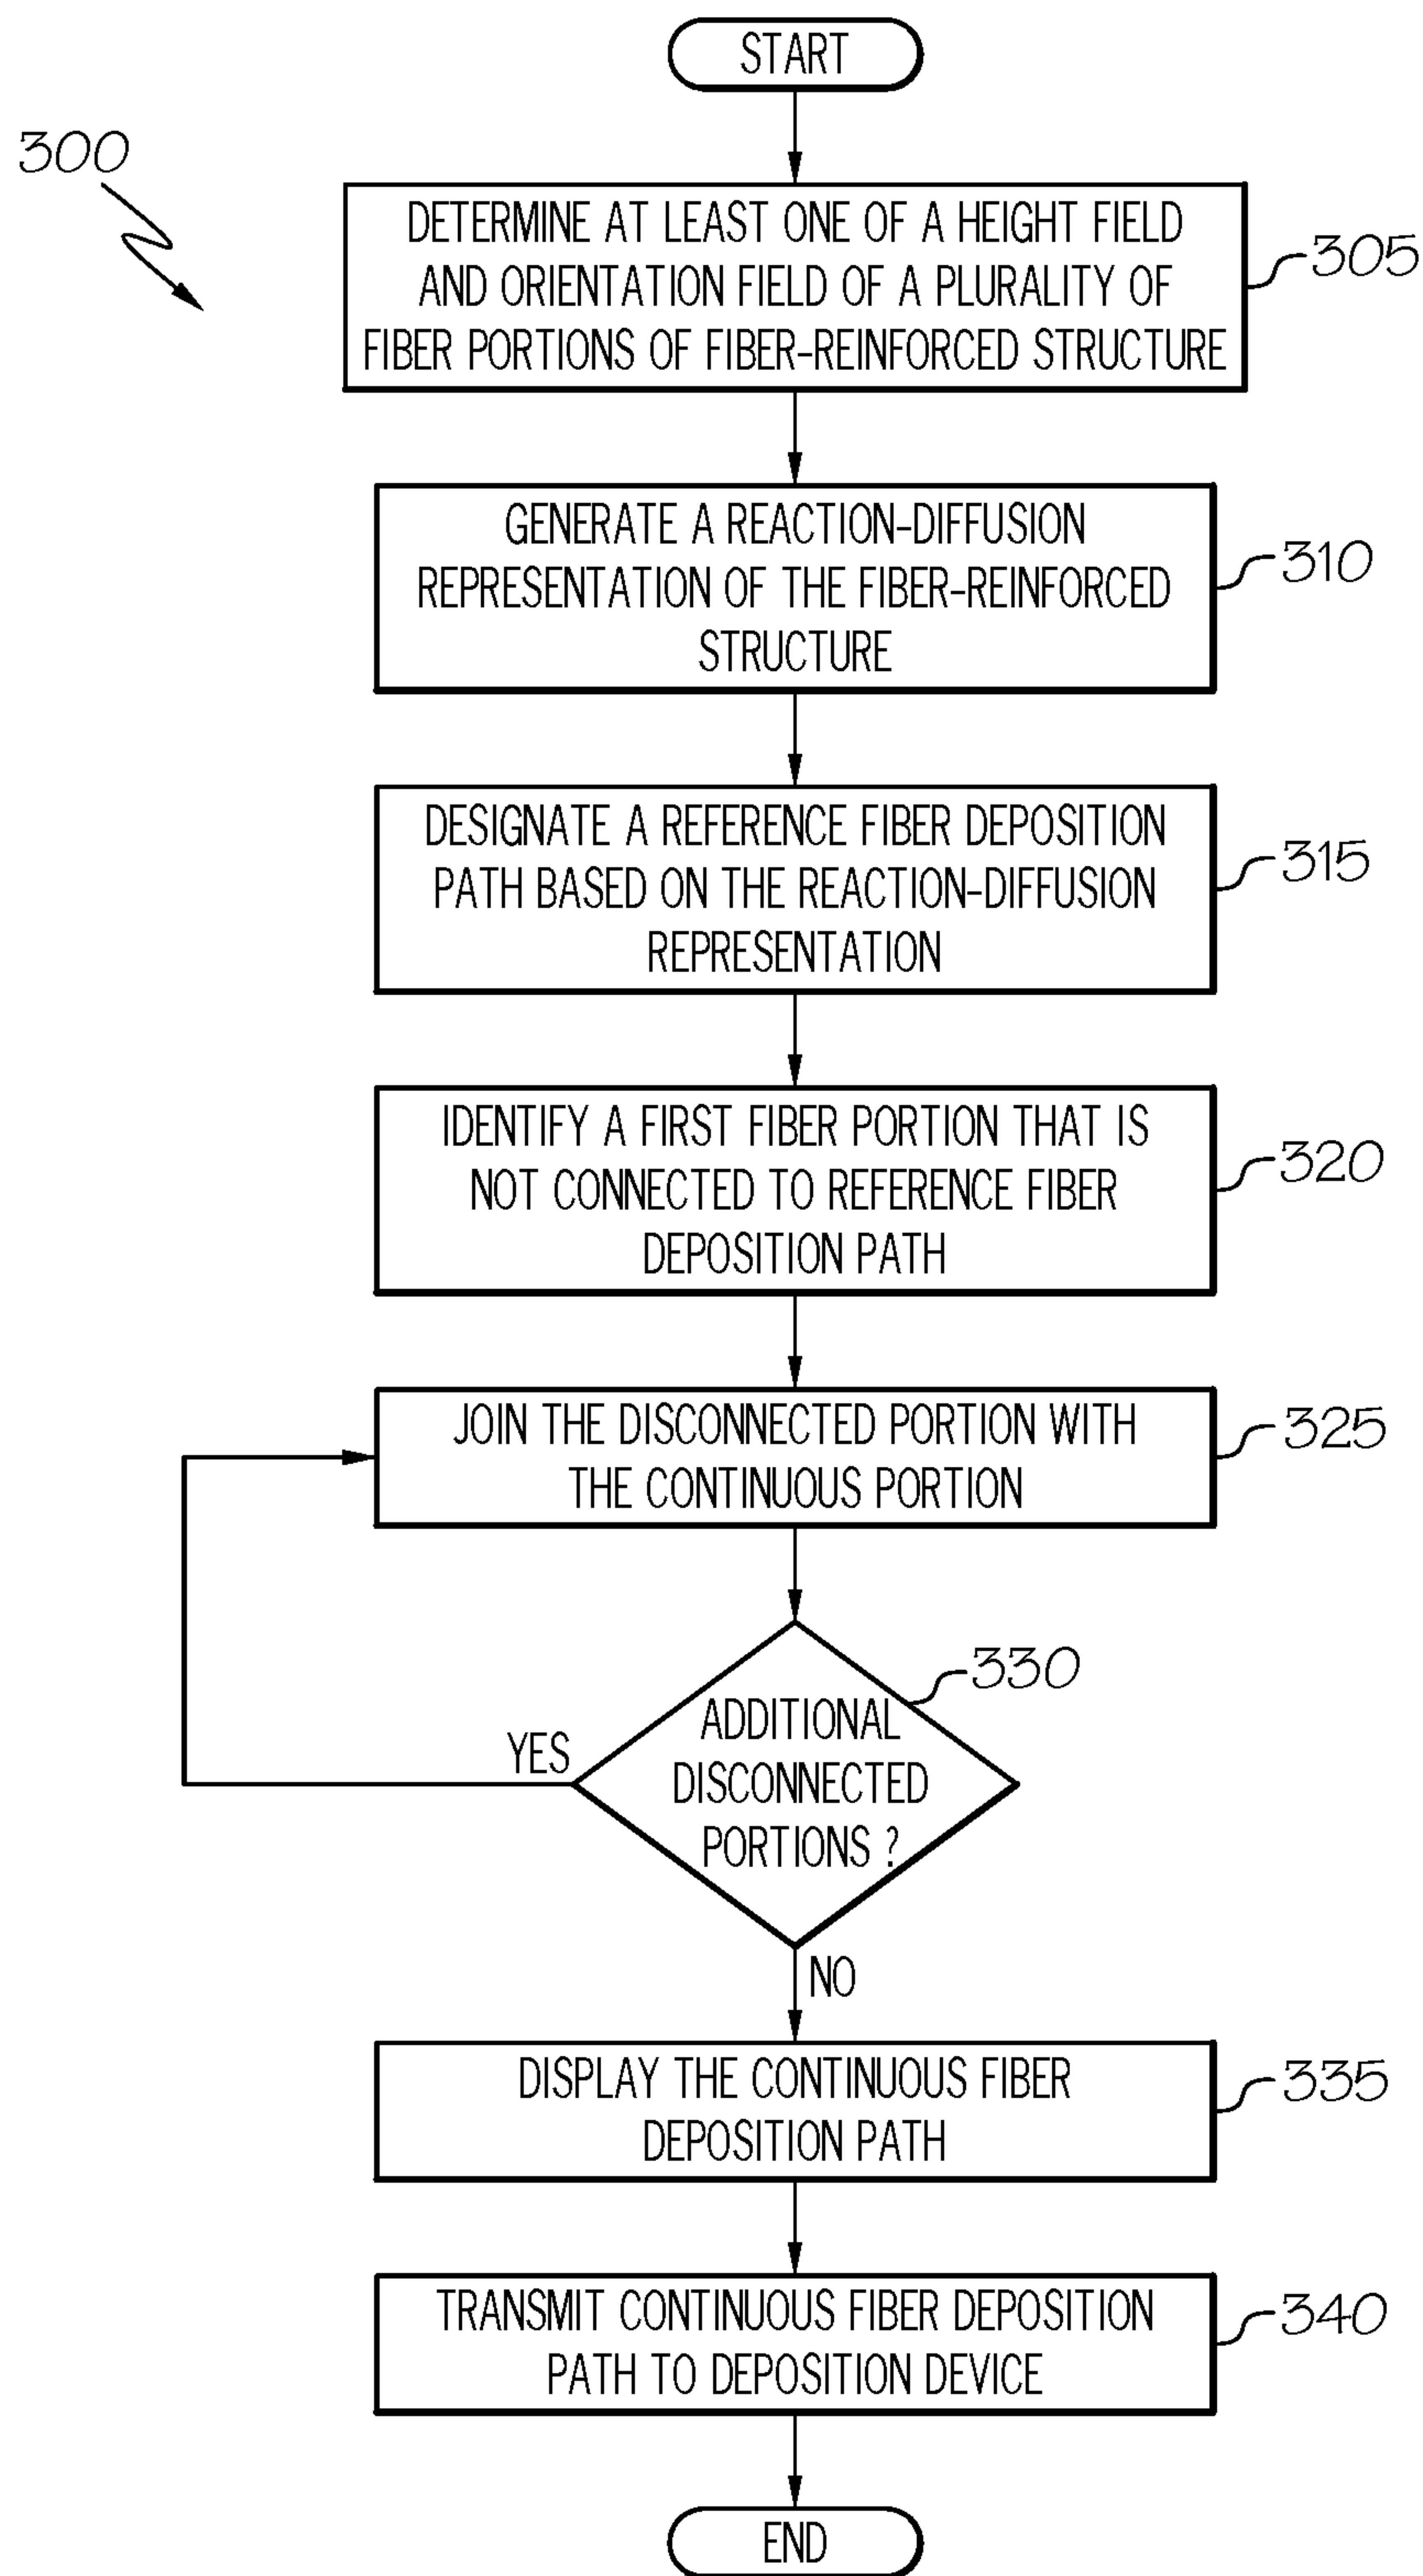 START
300
DETERMINE AT LEAST ONE OF A HEIGHT FIELD
AND ORIENTATION FIELD OF A PLURALITY OF
FIBER PORTIONS OF FIBER-REINFORCED STRUCTURE
305
GENERATE A REACTION-DIFFUSION
REPRESENTATION OF THE FIBER-REINFORCED
STRUCTURE
310
DESIGNATE A REFERENCE FIBER DEPOSITION
PATH BASED ON THE REACTION-DIFFUSION
REPRESENTATION
315
IDENTIFY A FIRST FIBER PORTION THAT IS
NOT CONNECTED TO REFERENCE FIBER
DEPOSITION PATH
320
JOIN THE DISCONNECTED PORTION WITH
THE CONTINUOUS PORTION
325
ADDITIONAL
DISCONNECTED
PORTIONS ?
330
YES
NO
DISPLAY THE CONTINUOUS FIBER
DEPOSITION PATH
335
TRANSMIT CONTINUOUS FIBER DEPOSITION
PATH TO DEPOSITION DEVICE
340
END